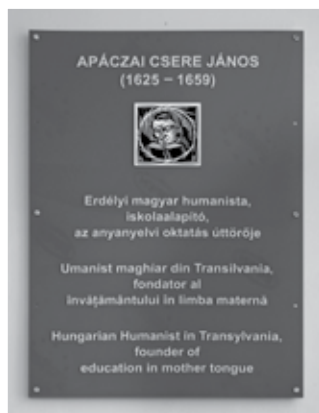 APÁCZAI CSERE JÁNOS
(1625 – 1659)
Erdélyi magyar humanista,
iskolaalapító,
az anyanyelvi oktatás úttörője
Umanist maghiar din Transilvania,
fondator al
învățământului în limba maternă
Hungarian Humanist in Transylvania,
founder of
education in mother tongue